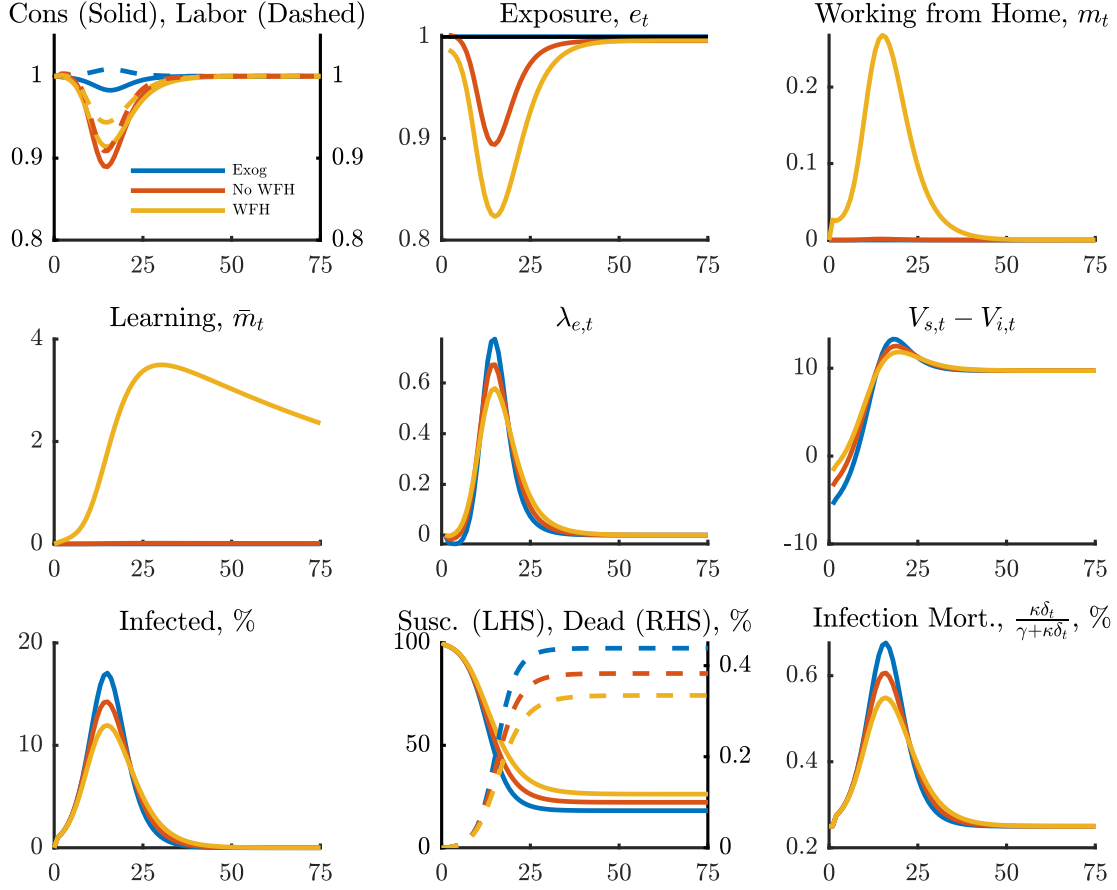 Cons (Solid), Labor (Dashed)
1
0.9
0.8
1
0.9
0.8
Exog
No WFH
WFH
0 25 50 75
Exposure, e_t
1
0.9
0.8
0 25 50 75
Working from Home, m_t
0.2
0.1
0
0 25 50 75
Learning, m̄_t
4
2
0
0 25 50 75
λ_{e,t}
0.6
0.4
0.2
0
0 25 50 75
V_{s,t} − V_{i,t}
10
0
-10
0 25 50 75
Infected, %
20
10
0
0 25 50 75
Susc. (LHS), Dead (RHS), %
100
50
0
0.4
0.2
0
0 25 50 75
Infection Mort., κδ_t/(γ+κδ_t), %
0.6
0.4
0.2
0 25 50 75